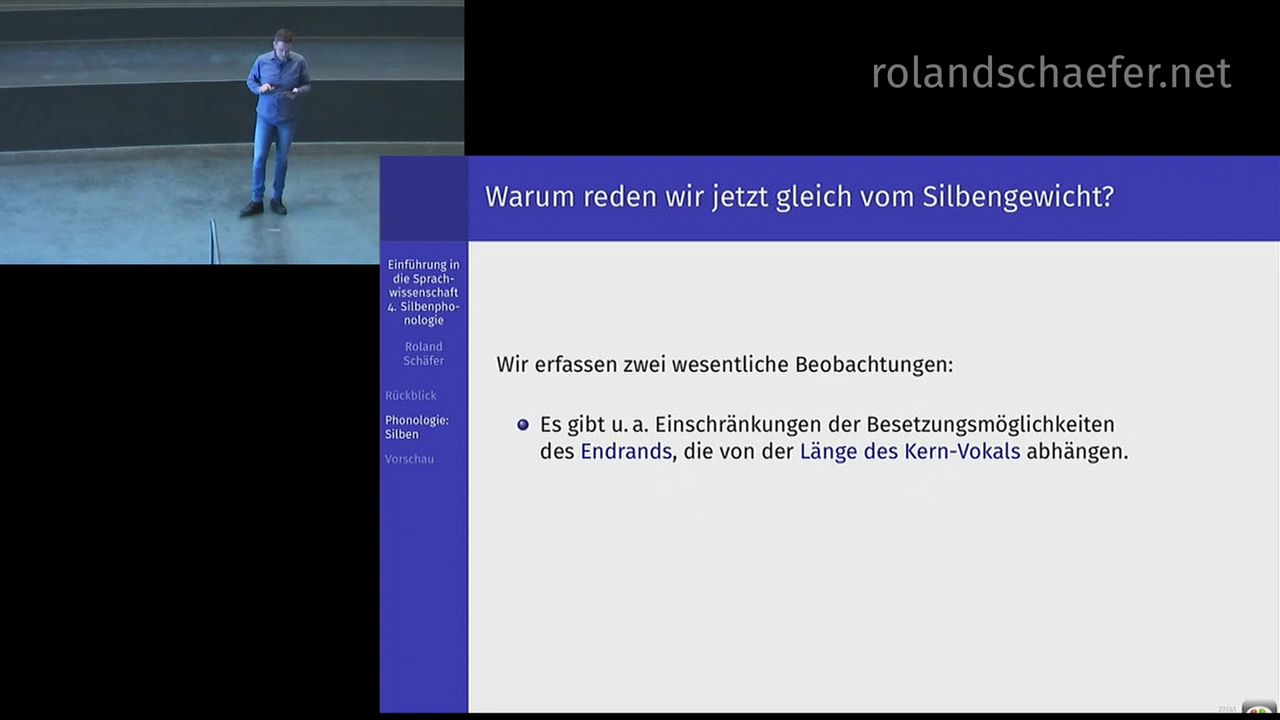 rolandschaefer.net
Warum reden wir jetzt gleich vom Silbengewicht?
Einführung in
die Sprach-
wissenschaft
4. Silbenpho-
nologie
Roland
Schäfer
Rückblick
Phonologie:
Silben
Vorschau
Wir erfassen zwei wesentliche Beobachtungen:
Es gibt u. a. Einschränkungen der Besetzungsmöglichkeiten
des Endrands, die von der Länge des Kern-Vokals abhängen.